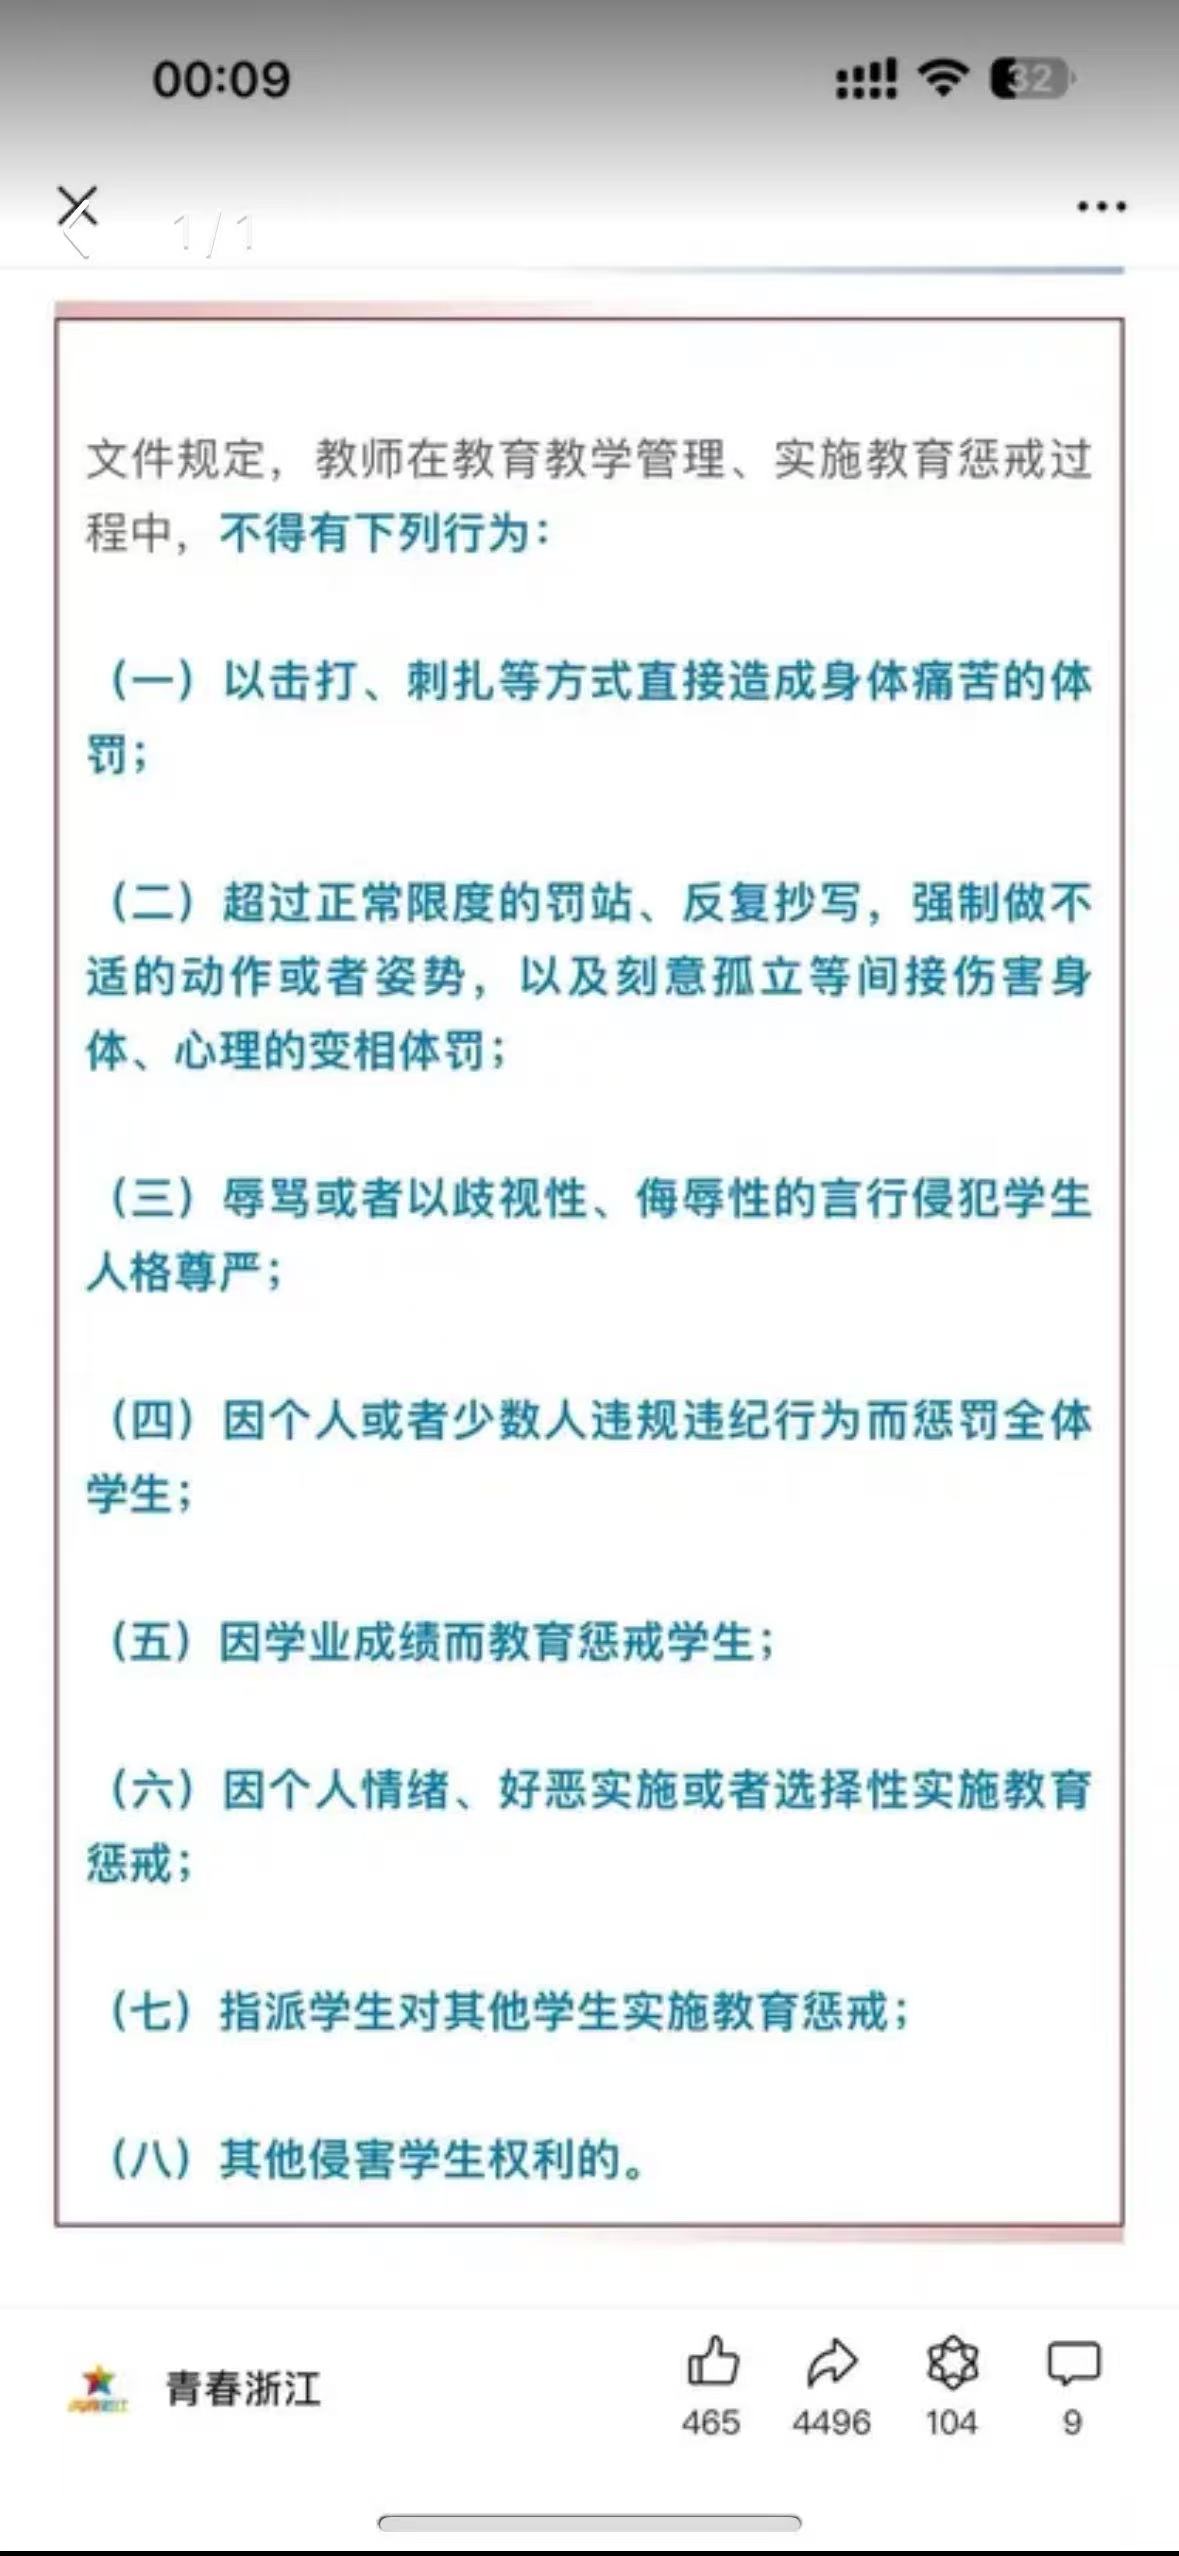 00:09
32
1/1
文件规定，教师在教育教学管理、实施教育惩戒过
程中，不得有下列行为：
（一）以击打、刺扎等方式直接造成身体痛苦的体
罚；
（二）超过正常限度的罚站、反复抄写，强制做不
适的动作或者姿势，以及刻意孤立等间接伤害身
体、心理的变相体罚；
（三）辱骂或者以歧视性、侮辱性的言行侵犯学生
人格尊严；
（四）因个人或者少数人违规违纪行为而惩罚全体
学生；
（五）因学业成绩而教育惩戒学生；
（六）因个人情绪、好恶实施或者选择性实施教育
惩戒；
（七）指派学生对其他学生实施教育惩戒；
（八）其他侵害学生权利的。
青春浙江
465 4496 104 9